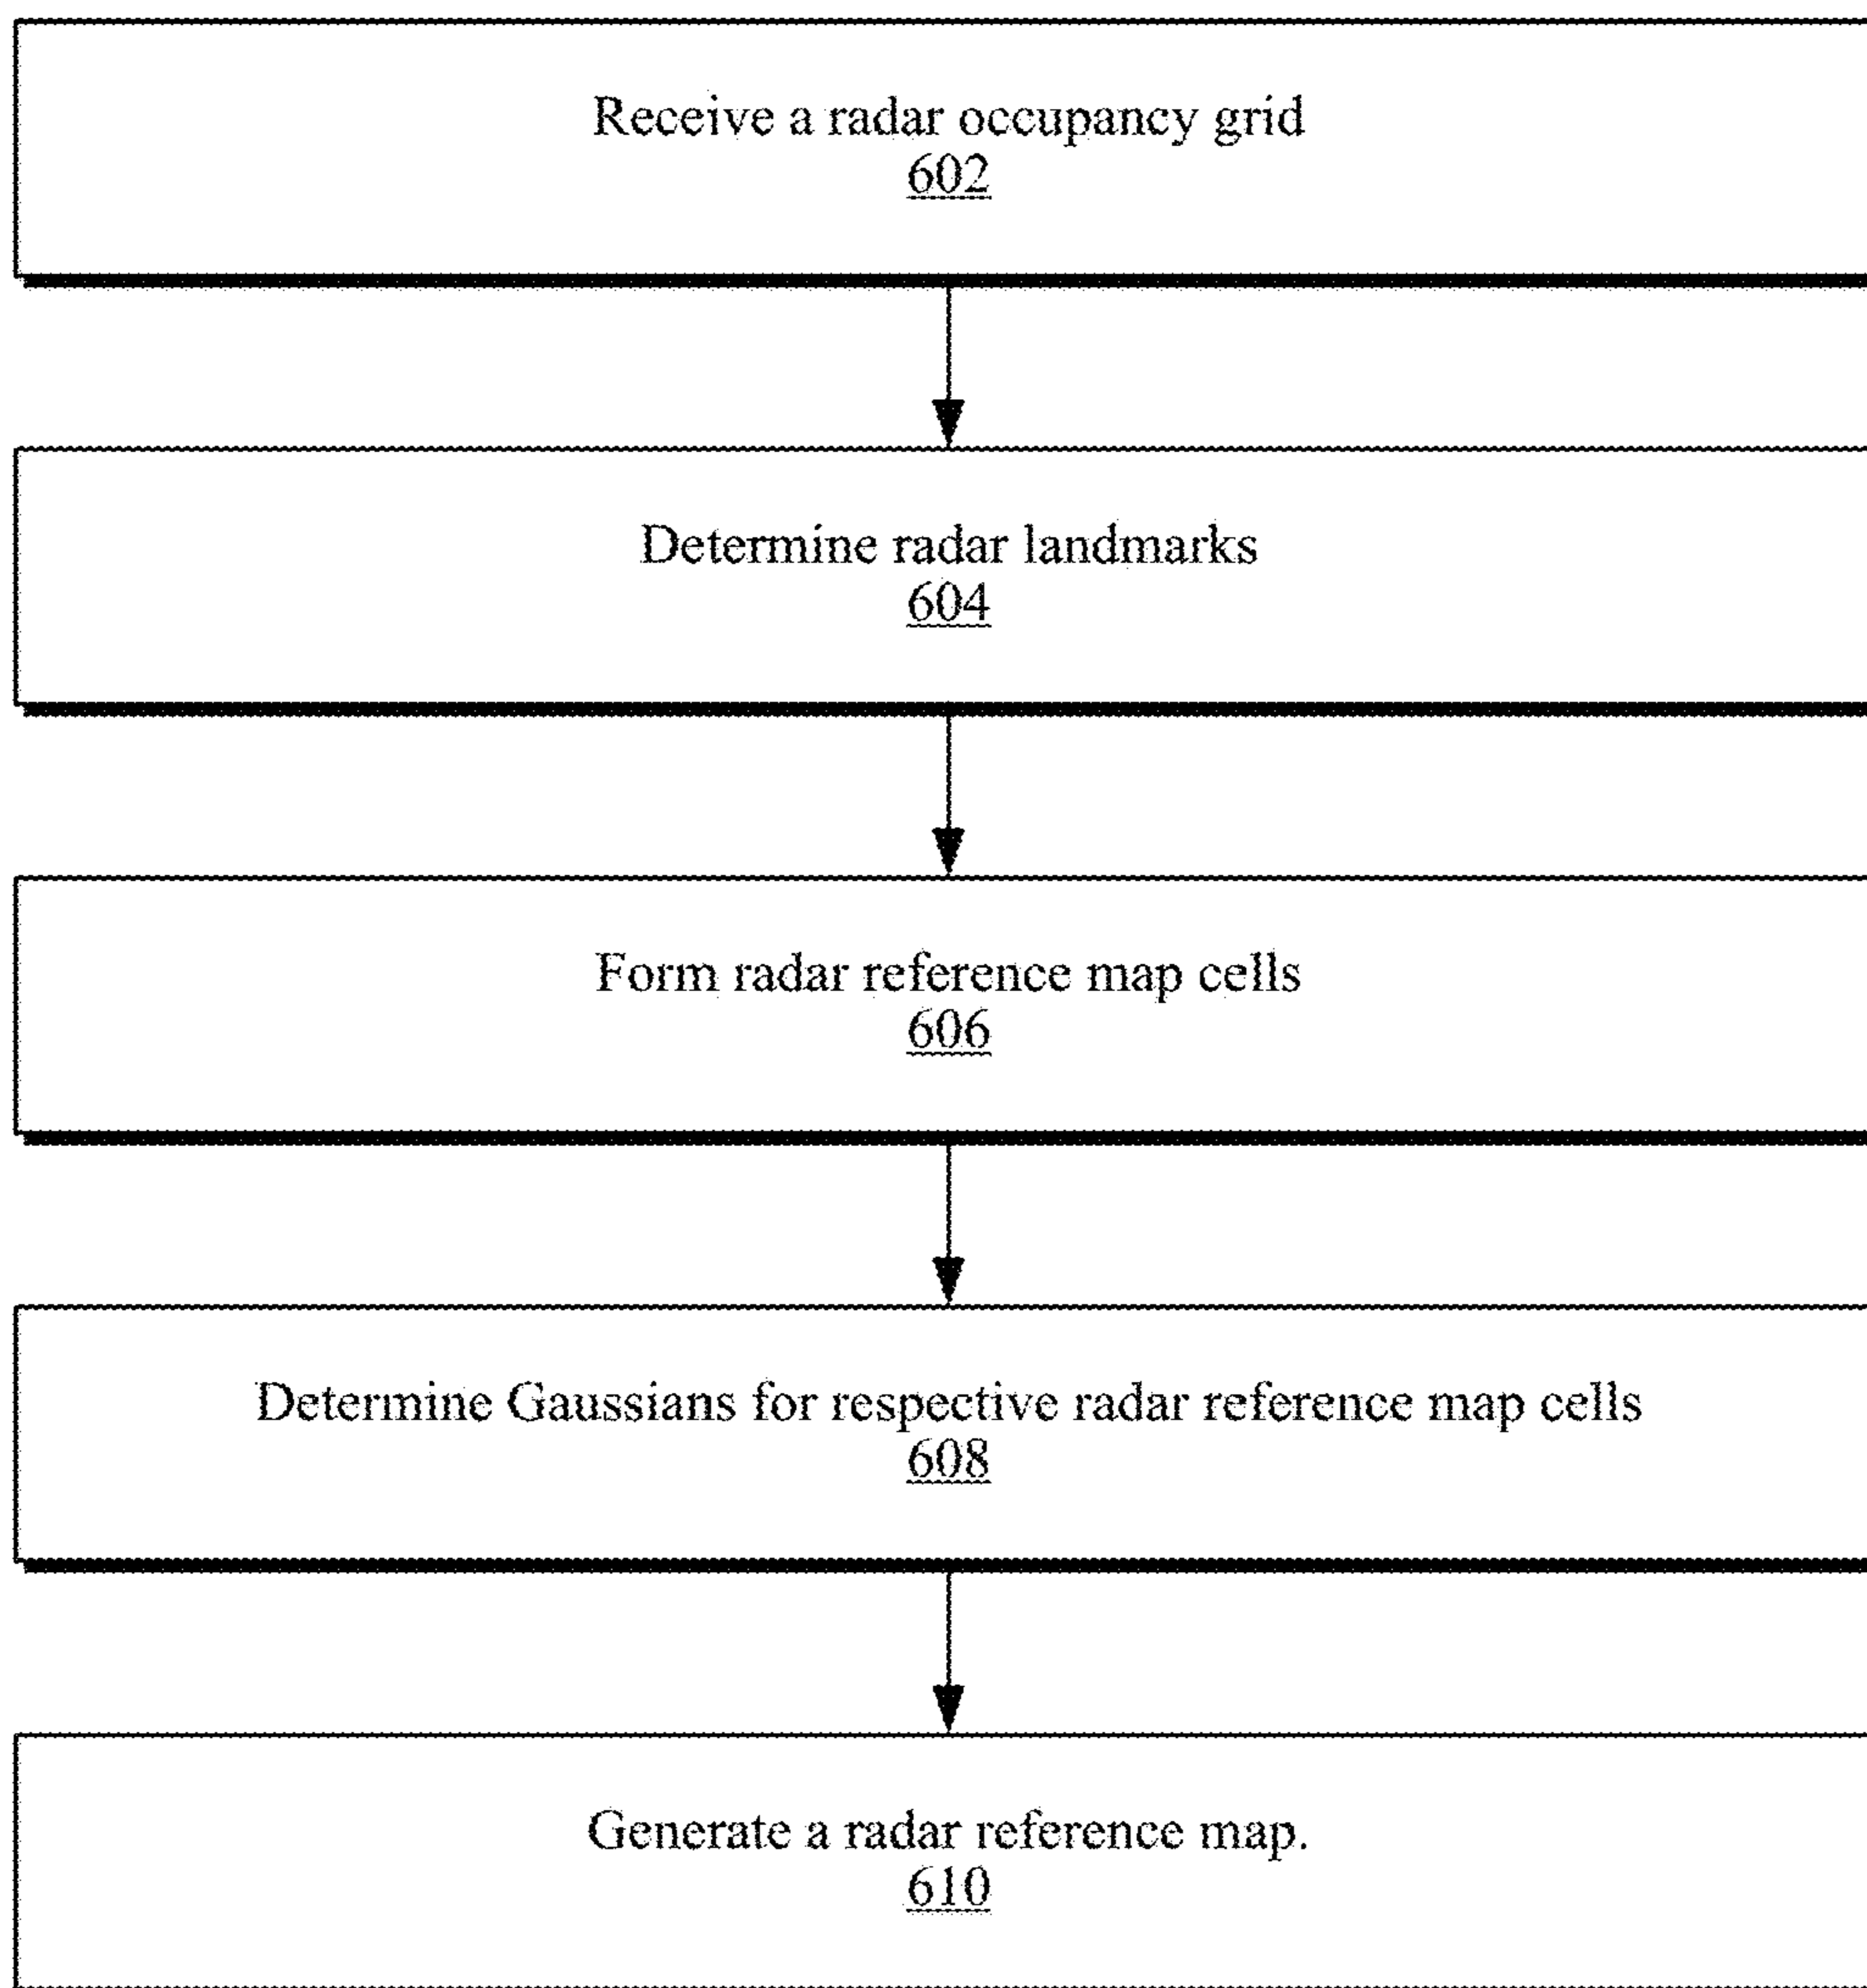 Receive a radar occupancy grid
602
Determine radar landmarks
604
Form radar reference map cells
606
Determine Gaussians for respective radar reference map cells
608
Generate a radar reference map.
610